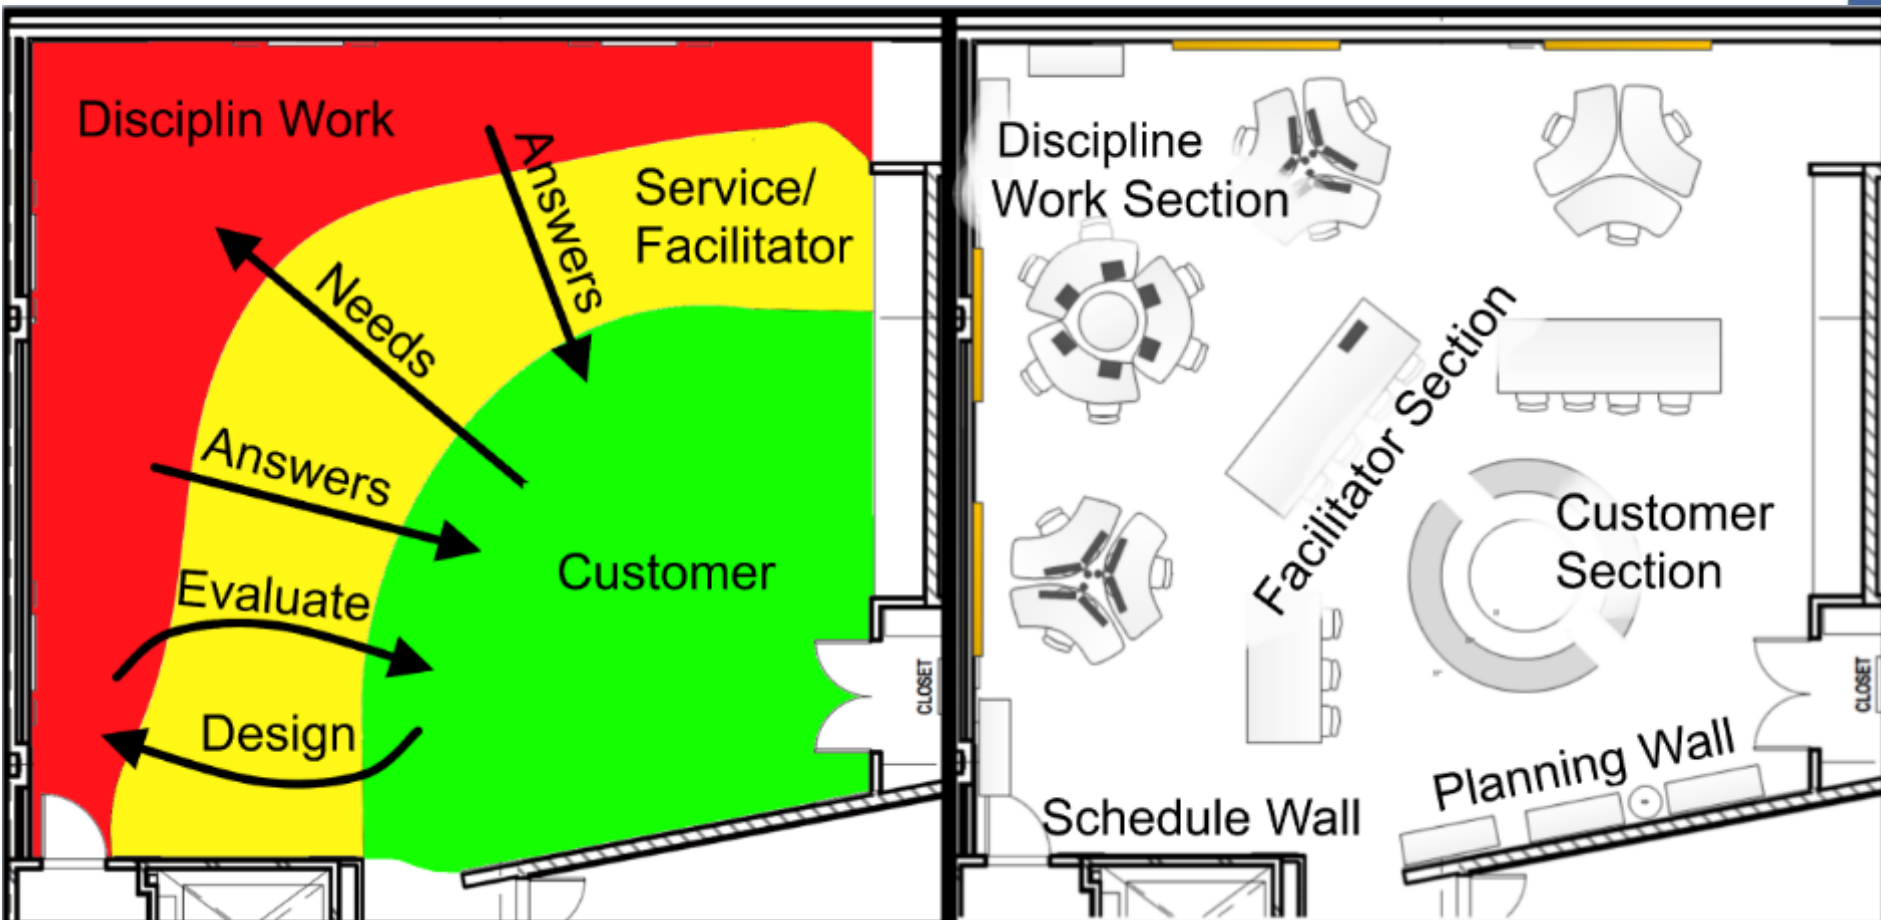 Disciplin Work
Answers
Service/
Facilitator
Needs
Answers
Evaluate
Customer
Design
CLOSET
Discipline
Work Section
Facilitator Section
Customer
Section
Planning Wall
Schedule Wall
CLOSET